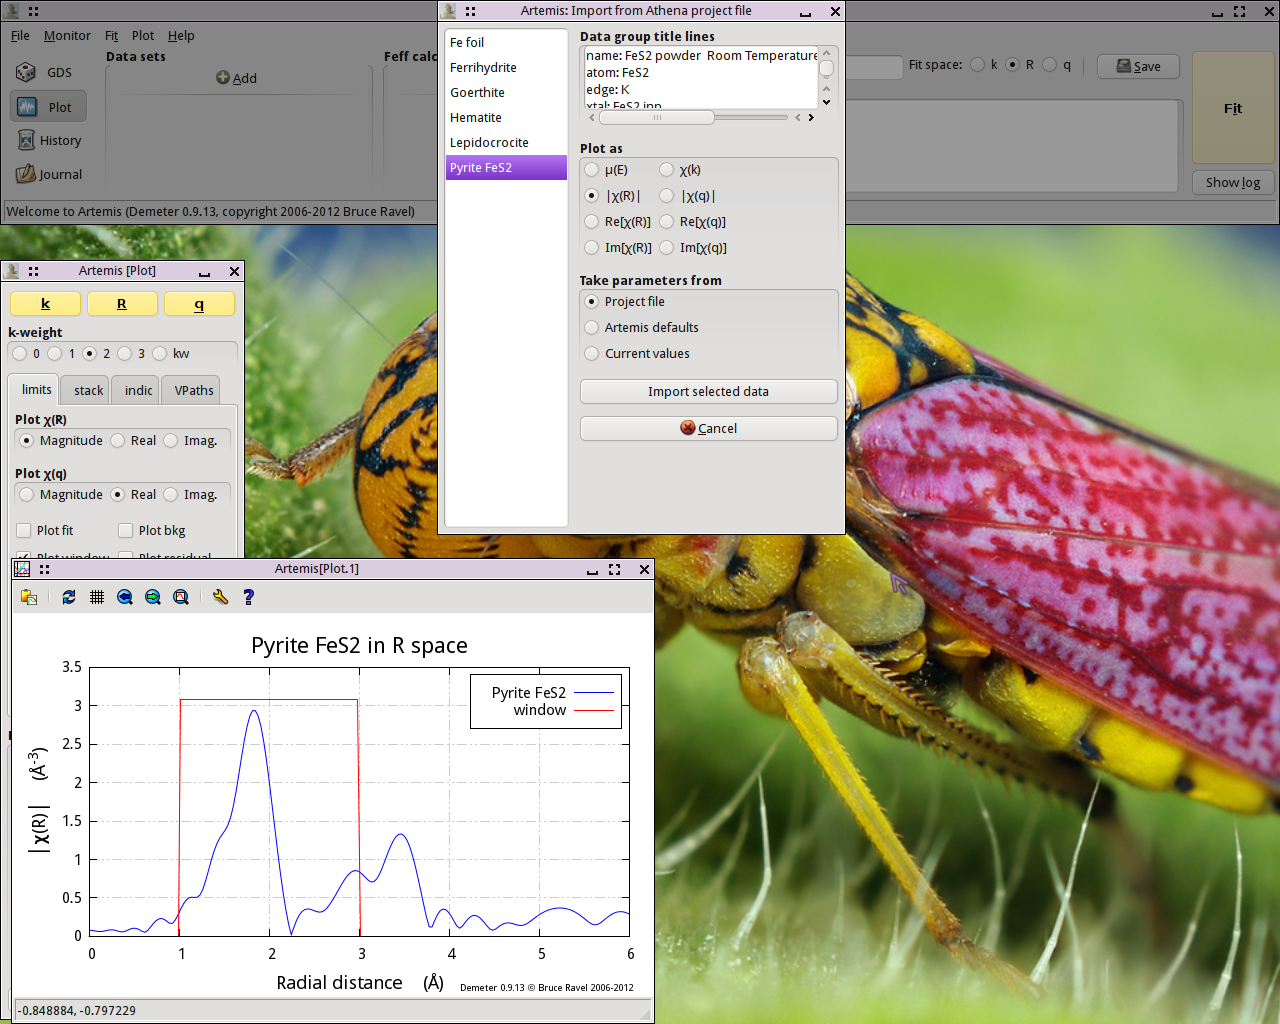 Artemis: Import from Athena project file
File Monitor Fit Plot Help
Data sets
Feff calc
GDS
Add
Plot
History
Journal
Fit space: k R q
Save
Fit
Show log
Welcome to Artemis (Demeter 0.9.13, copyright 2006-2012 Bruce Ravel)
Fe foil
Ferrihydrite
Goerthite
Hematite
Lepidocrocite
Pyrite FeS2
Data group title lines
name: FeS2 powder Room Temperature
atom: FeS2
edge: K
xtal: FeS2.inp
Plot as
μ(E) χ(k)
|χ(R)| |χ(q)|
Re[χ(R)] Re[χ(q)]
Im[χ(R)] Im[χ(q)]
Take parameters from
Project file
Artemis defaults
Current values
Import selected data
Cancel
Artemis [Plot]
k R q
k-weight
0 1 2 3 kw
limits stack indic VPaths
Plot χ(R)
Magnitude Real Imag.
Plot χ(q)
Magnitude Real Imag.
Plot fit Plot bkg
Plot window Plot residual
Artemis[Plot.1]
Pyrite FeS2 in R space
Pyrite FeS2
window
3.5
3
2.5
2
1.5
1
0.5
0
|χ(R)| (Å-3)
0 1 2 3 4 5 6
Radial distance (Å)
Demeter 0.9.13 © Bruce Ravel 2006-2012
-0.848884, -0.797229